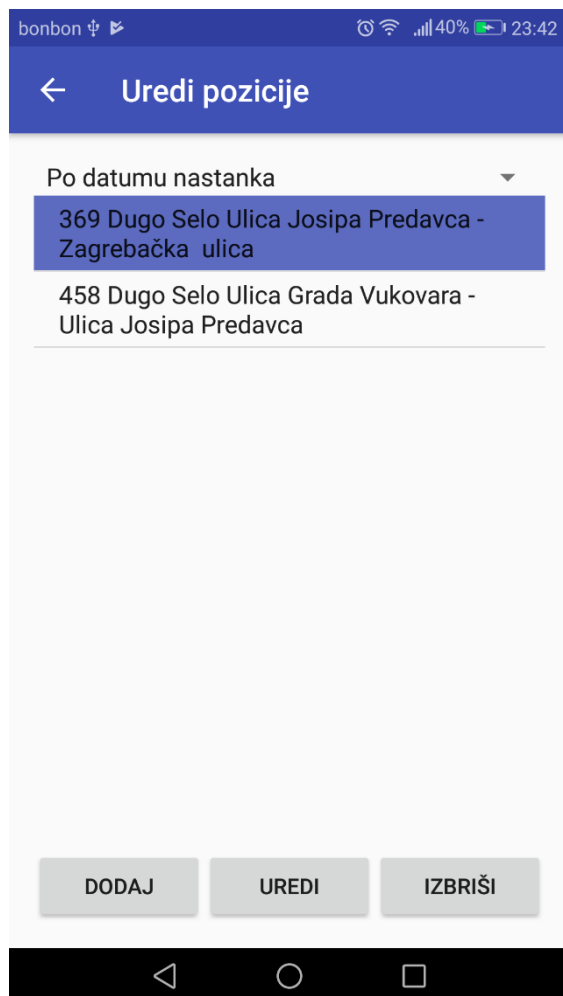 bonbon 40% 23:42
Uredi pozicije
Po datumu nastanka
369 Dugo Selo Ulica Josipa Predavca -
Zagrebačka  ulica
458 Dugo Selo Ulica Grada Vukovara -
Ulica Josipa Predavca
DODAJ UREDI IZBRIŠI